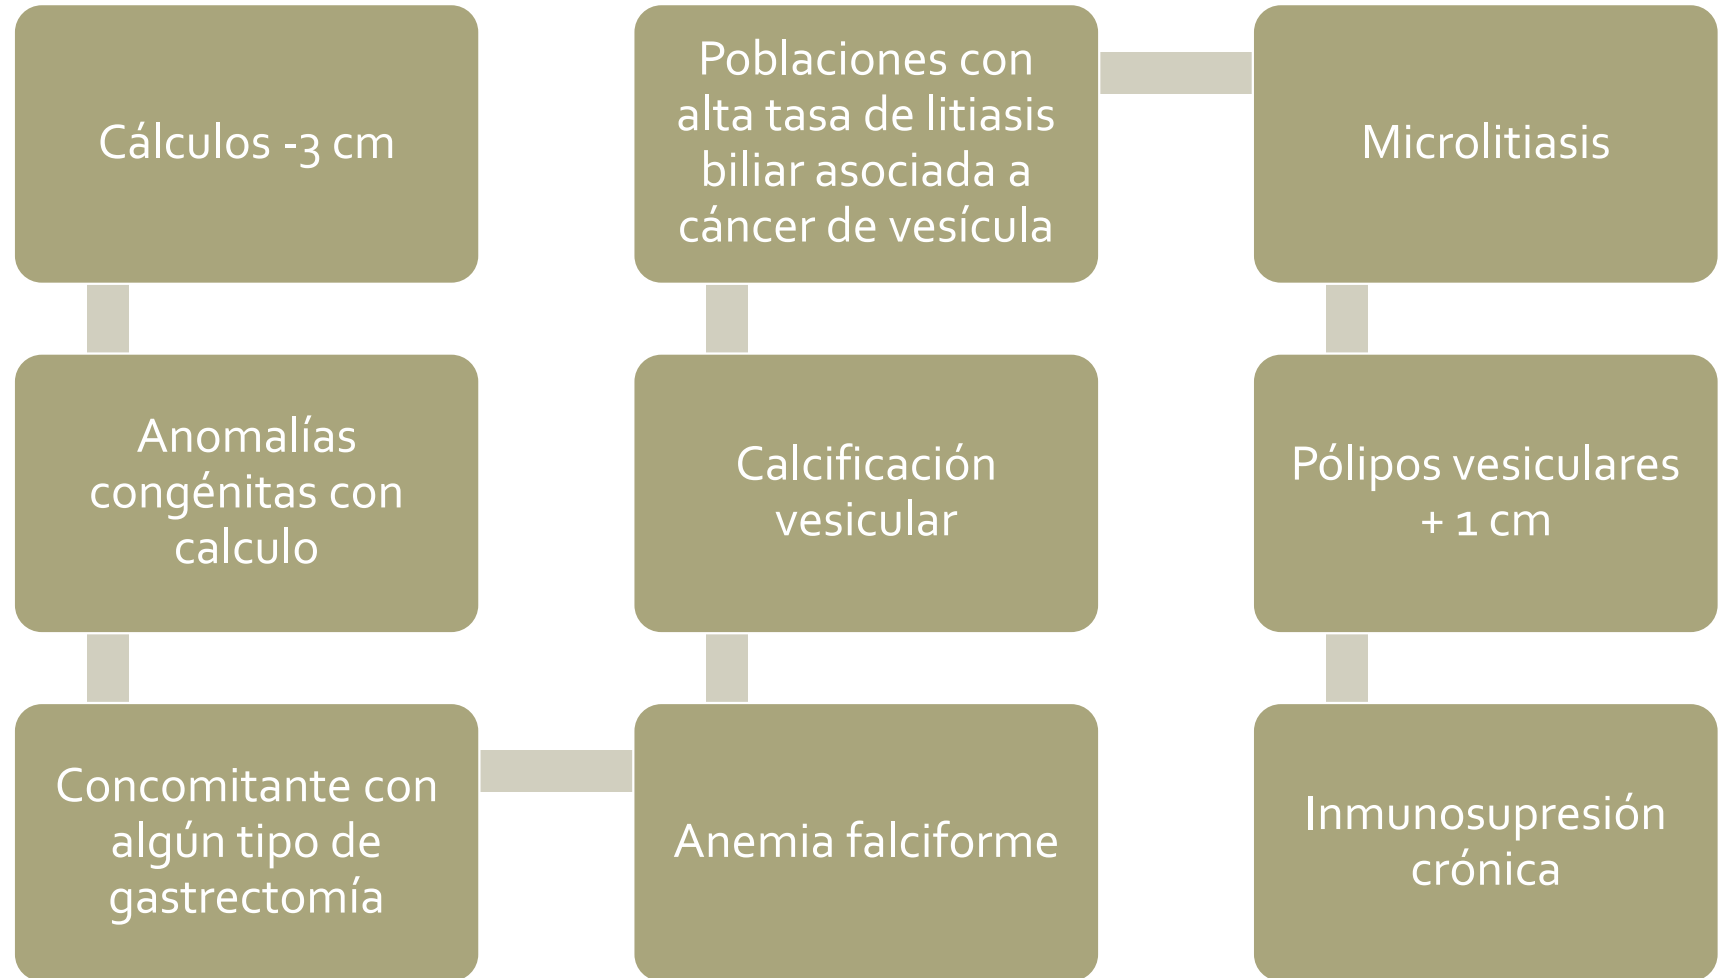 Cálculos -3 cm
Anomalías
congénitas con
calculo
Concomitante con
algún tipo de
gastrectomía
Anemia falciforme
Calcificación
vesicular
Poblaciones con
alta tasa de litiasis
biliar asociada a
cáncer de vesícula
Microlitiasis
Pólipos vesiculares
+ 1 cm
Inmunosupresión
crónica